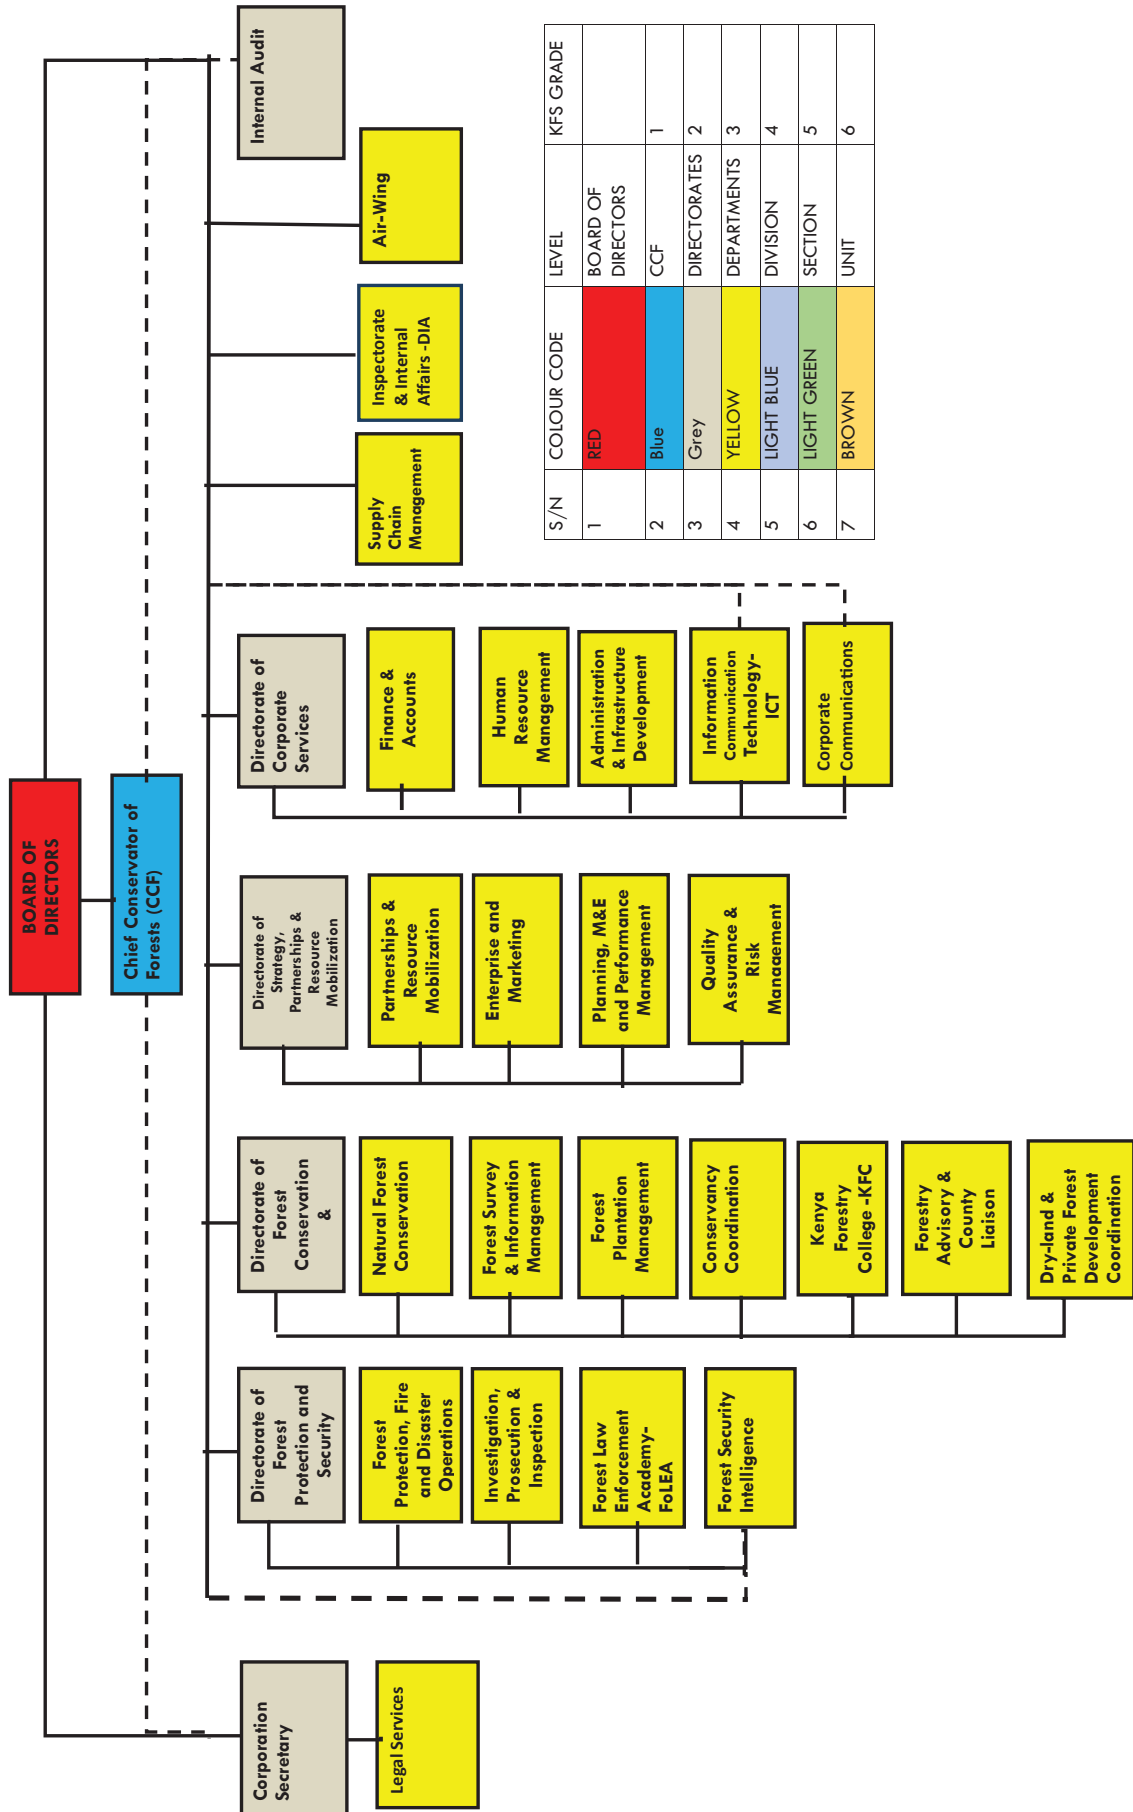 BOARD OF
DIRECTORS
Chief Conservator of
Forests (CCF)
Corporation
Secretary
Legal Services
Directorate of
Forest
Protection and
Security
Forest
Protection, Fire
and Disaster
Operations
Investigation,
Prosecution &
Inspection
Forest Law
Enforcement
Academy-
FoLEA
Forest Security
Intelligence
Directorate of
Forest
Conservation
&
Natural Forest
Conservation
Forest Survey
& Information
Management
Forest
Plantation
Management
Conservancy
Coordination
Kenya
Forestry
College -KFC
Forestry
Advisory &
County
Liaison
Dry-land &
Private Forest
Development
Coordination
Directorate of
Strategy,
Partnerships &
Resource
Mobilization
Partnerships &
Resource
Mobilization
Enterprise and
Marketing
Planning, M&E
and Performance
Management
Quality
Assurance &
Risk
Management
Directorate of
Corporate
Services
Finance &
Accounts
Human
Resource
Management
Administration
& Infrastructure
Development
Information
Communication
Technology-
ICT
Corporate
Communications
Supply
Chain
Management
Inspectorate
& Internal
Affairs -DIA
Air-Wing
Internal Audit
S/N COLOUR CODE LEVEL KFS GRADE
1 RED BOARD OF
DIRECTORS
2 Blue CCF 1
3 Grey DIRECTORATES 2
4 YELLOW DEPARTMENTS 3
5 LIGHT BLUE DIVISION 4
6 LIGHT GREEN SECTION 5
7 BROWN UNIT 6